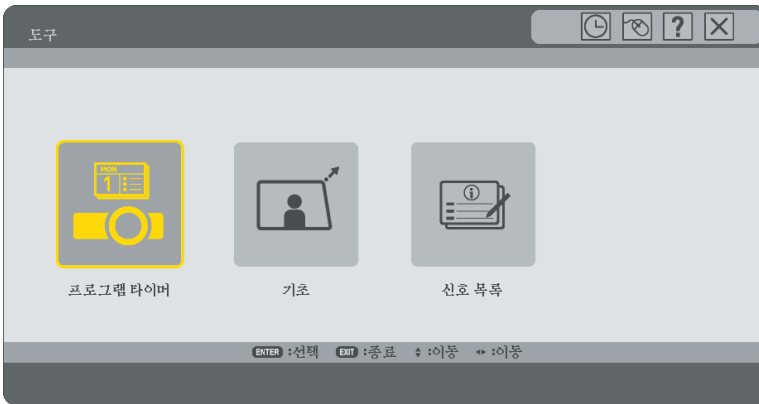 도구
?
MON
1
프로그램 타이머
기초
신호 목록
ENTER :선택 EXIT :종료 :이동 :이동